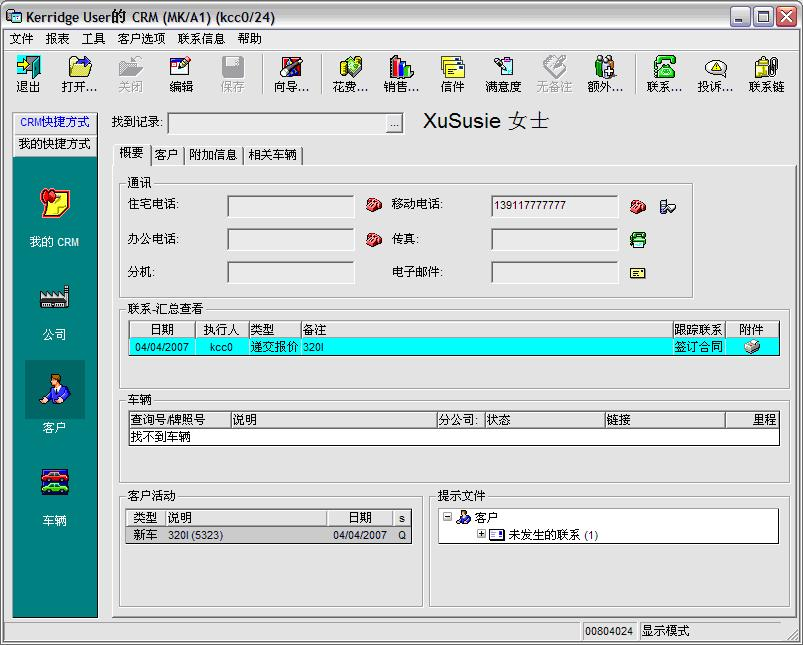 Kerridge User的 CRM (MK/A1) (kcc0/24)
文件 报表 工具 客户选项 联系信息 帮助
退出 打开... 关闭 编辑 保存 向导... 花费... 销售... 信件 满意度 无备注 额外... 联系... 投诉... 联系链
CRM快捷方式
我的快捷方式
找到记录:
...
XuSusie 女士
概要 客户 附加信息 相关车辆
通讯
住宅电话:
移动电话:
139117777777
办公电话:
传真:
分机:
电子邮件:
我的 CRM
公司
客户
车辆
联系-汇总查看
日期 执行人 类型 备注 跟踪联系 附件
04/04/2007 kcc0 递交报价 320I 签订合同
车辆
查询号/牌照号 说明 分公司: 状态 链接 里程
找不到车辆
客户活动
类型 说明 日期 s
新车 320I (5323) 04/04/2007 Q
提示文件
客户
未发生的联系 (1)
00804024 显示模式